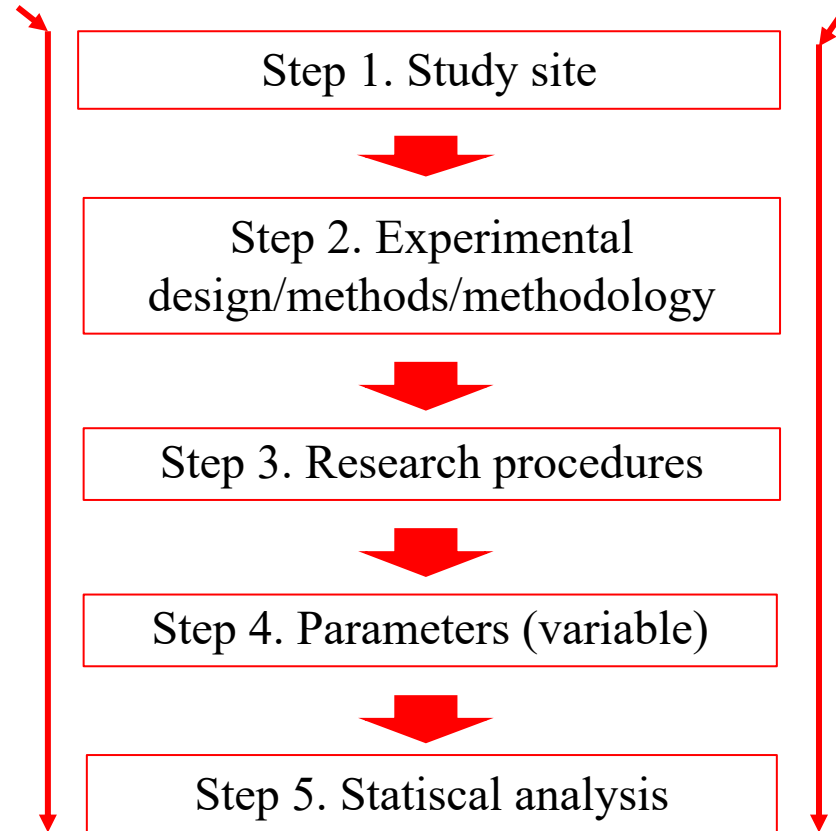 Step 1. Study site
Step 2. Experimental
design/methods/methodology
Step 3. Research procedures
Step 4. Parameters (variable)
Step 5. Statiscal analysis